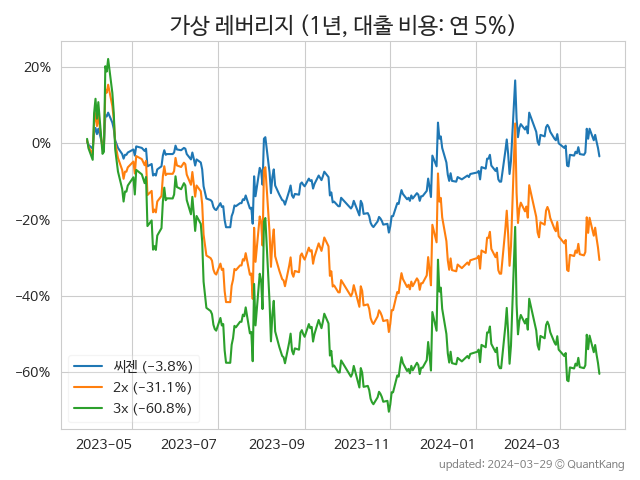 가상 레버리지 (1년, 대출 비용: 연 5%)
20%
0%
−20%
−40%
−60%
씨젠 (−3.8%)
2x (−31.1%)
3x (−60.8%)
2023−05 2023−07 2023−09 2023−11 2024−01 2024−03
updated: 2024-03-29 © QuantKang